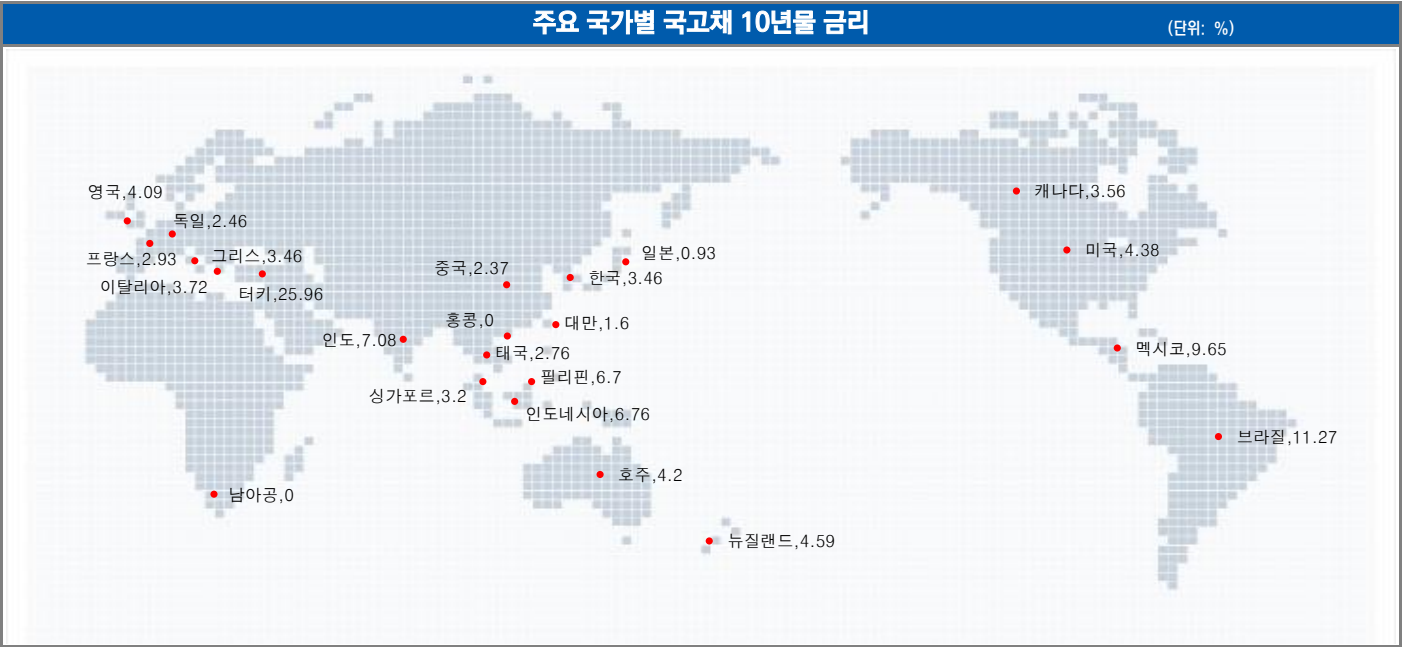 주요 국가별 국고채 10년물 금리
(단위: %)
영국,4.09
캐나다,3.56
독일,2.46
미국,4.38
프랑스,2.93
그리스,3.46
일본,0.93
중국,2.37
한국,3.46
이탈리아,3.72
터키,25.96
홍콩,0
대만,1.6
인도,7.08
태국,2.76
멕시코,9.65
필리핀,6.7
싱가포르,3.2
인도네시아,6.76
브라질,11.27
호주,4.2
남아공,0
뉴질랜드,4.59